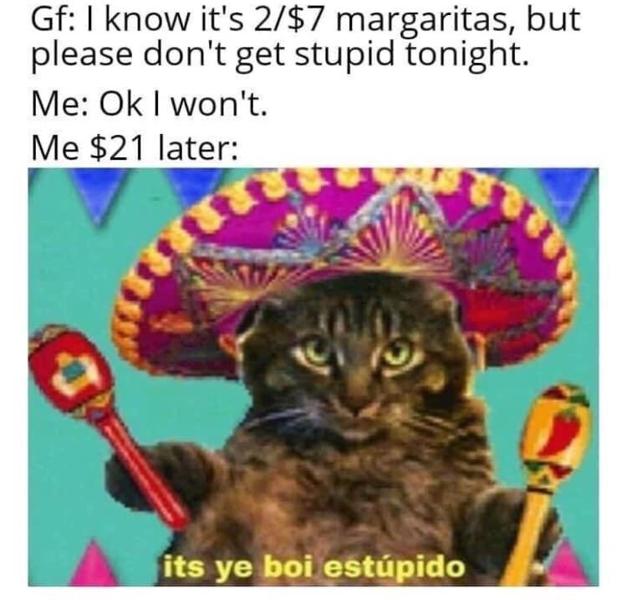 Gf: I know it's 2/$7 margaritas, but
please don't get stupid tonight.
Me: Ok I won't.
Me $21 later:
its ye boi estúpido